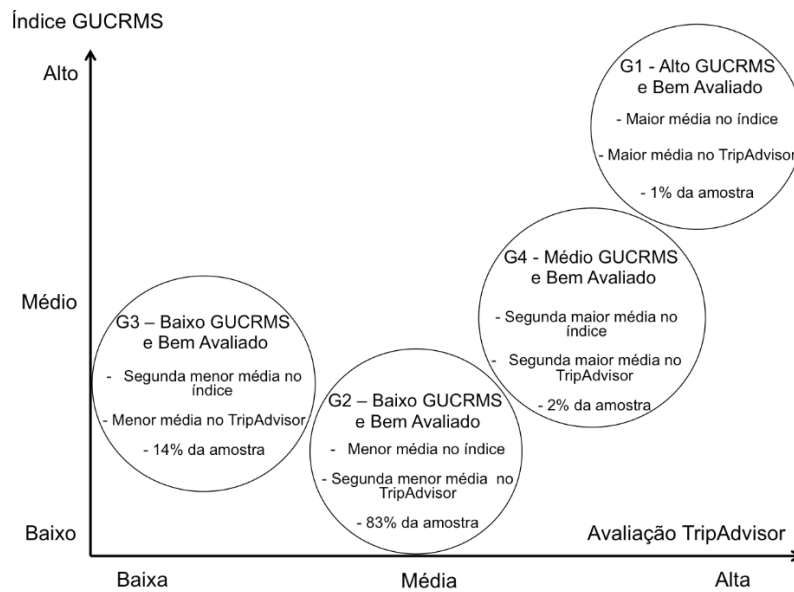 Índice GUCRMS
Alto
G1 - Alto GUCRMS
e Bem Avaliado
- Maior média no índice
- Maior média no TripAdvisor
- 1% da amostra
G4 - Médio GUCRMS
e Bem Avaliado
- Segunda maior média no
índice
- Segunda maior média no
TripAdvisor
- 2% da amostra
Médio
G3 – Baixo GUCRMS
e Bem Avaliado
- Segunda menor média no
índice
- Menor média no TripAdvisor
- 14% da amostra
G2 – Baixo GUCRMS
e Bem Avaliado
- Menor média no índice
- Segunda menor média no
TripAdvisor
- 83% da amostra
Baixo
Avaliação TripAdvisor
Baixa
Média
Alta